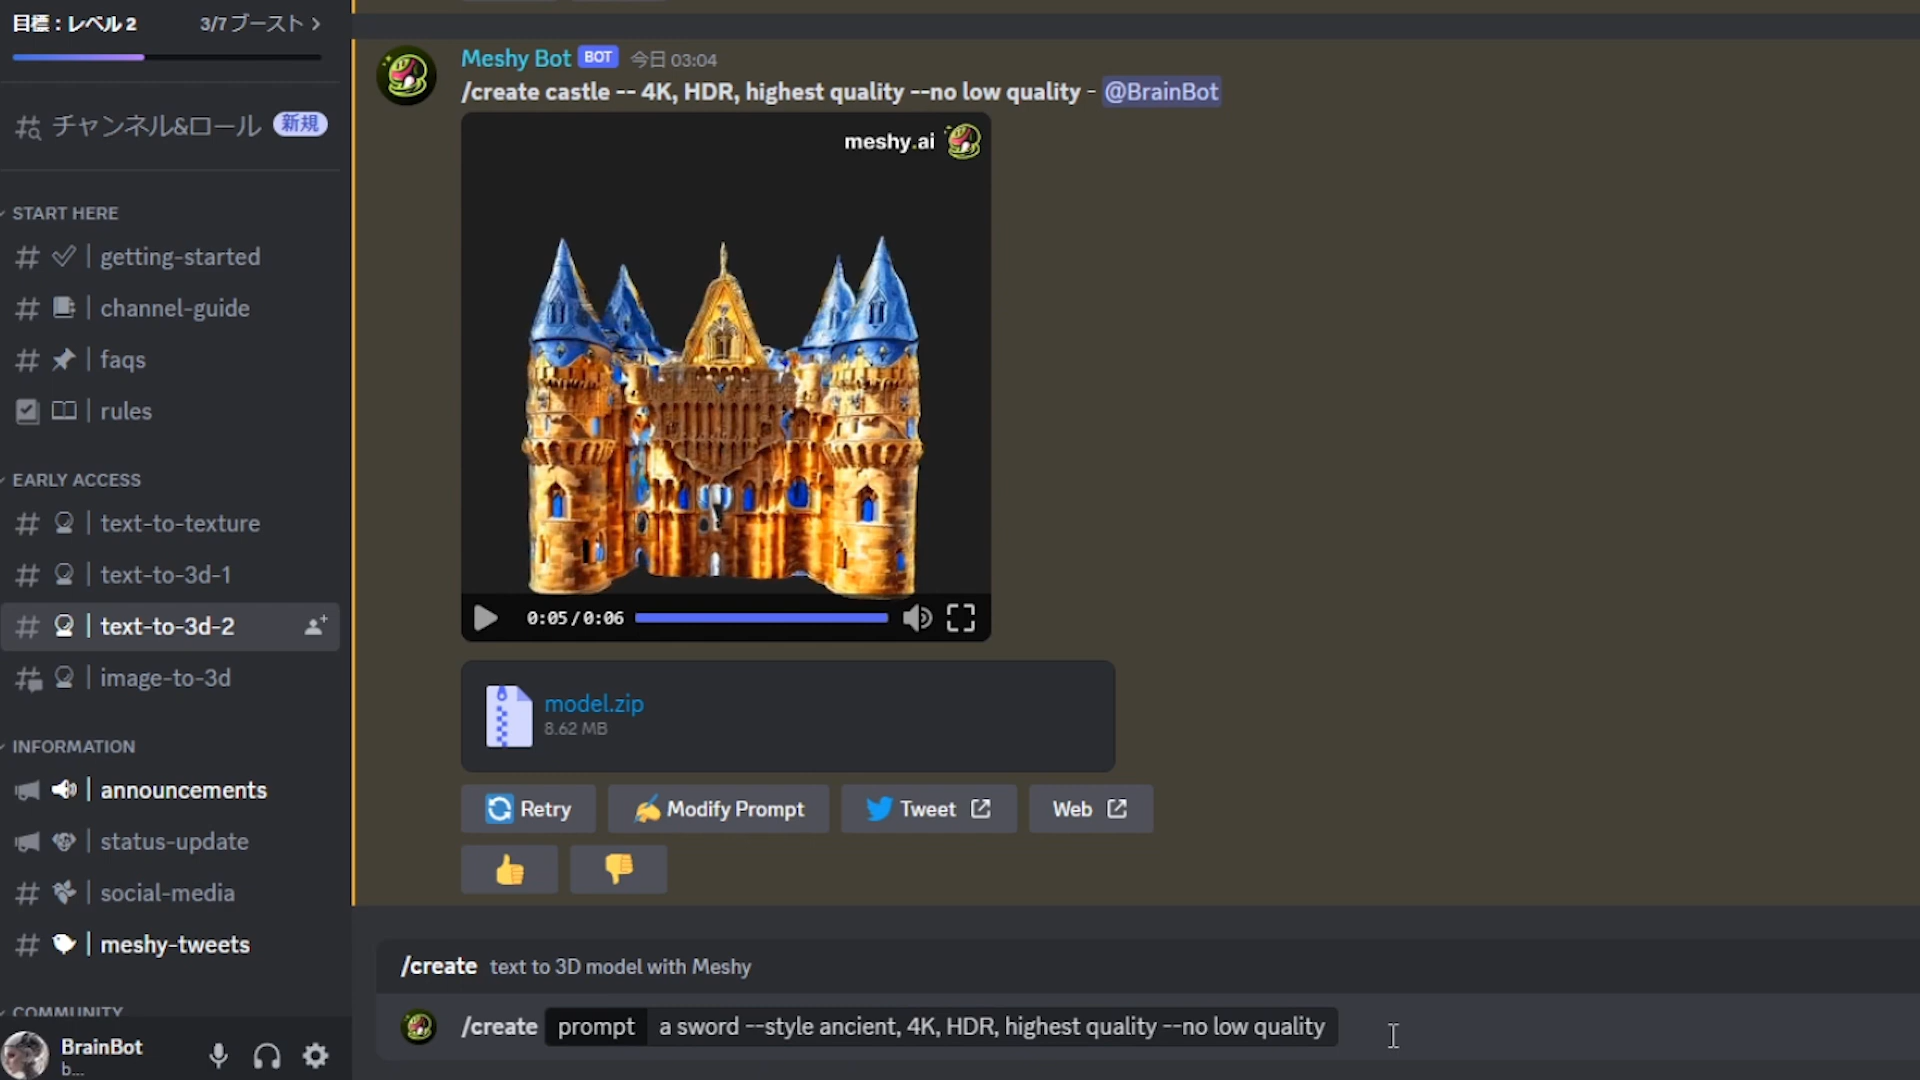 目標：レベル 2
3/7 ブースト
チャンネル&ロール
新規
START HERE
getting-started
channel-guide
faqs
rules
EARLY ACCESS
text-to-texture
text-to-3d-1
text-to-3d-2
image-to-3d
INFORMATION
announcements
status-update
social-media
meshy-tweets
COMMUNITY
BrainBot
b...
Meshy Bot BOT 今日 03:04
/create castle -- 4K, HDR, highest quality --no low quality - @BrainBot
meshy.ai
0:05/0:06
model.zip
8.62 MB
Retry Modify Prompt Tweet Web
/create text to 3D model with Meshy
/create prompt a sword --style ancient, 4K, HDR, highest quality --no low quality